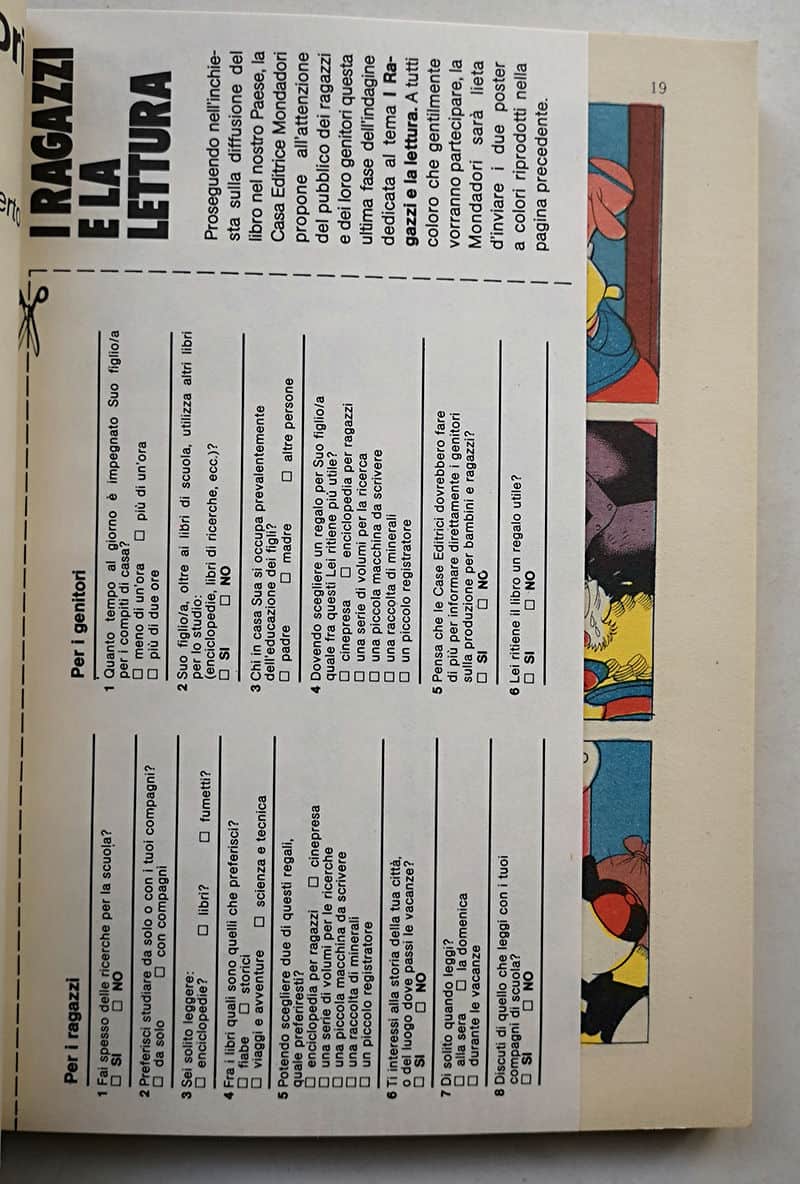 Ori
erto
I RAGAZZI
E LA
LETTURA
Proseguendo nell'inchie-
sta sulla diffusione del
libro nel nostro Paese, la
Casa Editrice Mondadori
propone all'attenzione
del pubblico dei ragazzi
e dei loro genitori questa
ultima fase dell'indagine
dedicata al tema I Ra-
gazzi e la lettura. A tutti
coloro che gentilmente
vorranno partecipare, la
Mondadori sarà lieta
d'inviare i due poster
a colori riprodotti nella
pagina precedente.
Per i ragazzi
1 Fai spesso delle ricerche per la scuola?
□ SI □ NO
2 Preferisci studiare da solo o con i tuoi compagni?
□ da solo □ con compagni
3 Sei solito leggere:
□ enciclopedie? □ libri? □ fumetti?
4 Fra i libri quali sono quelli che preferisci?
□ fiabe □ storici
□ viaggi e avventure □ scienza e tecnica
5 Potendo scegliere due di questi regali,
quale preferiresti?
□ enciclopedia per ragazzi □ cinepresa
□ una serie di volumi per le ricerche
□ una piccola macchina da scrivere
□ una raccolta di minerali
□ un piccolo registratore
6 Ti interessi alla storia della tua città,
o del luogo dove passi le vacanze?
□ SI □ NO
7 Di solito quando leggi?
□ alla sera □ la domenica
□ durante le vacanze
8 Discuti di quello che leggi con i tuoi
compagni di scuola?
□ SI □ NO
Per i genitori
1 Quanto tempo al giorno è impegnato Suo figlio/a
per i compiti di casa?
□ meno di un'ora □ più di un'ora
□ più di due ore
2 Suo figlio/a, oltre ai libri di scuola, utilizza altri libri
per lo studio:
(enciclopedie, libri di ricerche, ecc.)?
□ SI □ NO
3 Chi in casa Sua si occupa prevalentemente
dell'educazione dei figli?
□ padre □ madre □ altre persone
4 Dovendo scegliere un regalo per Suo figlio/a
quale fra questi Lei ritiene più utile?
□ cinepresa □ enciclopedia per ragazzi
□ una serie di volumi per la ricerca
□ una piccola macchina da scrivere
□ una raccolta di minerali
□ un piccolo registratore
5 Pensa che le Case Editrici dovrebbero fare
di più per informare direttamente i genitori
sulla produzione per bambini e ragazzi?
□ SI □ NO
6 Lei ritiene il libro un regalo utile?
□ SI □ NO
19